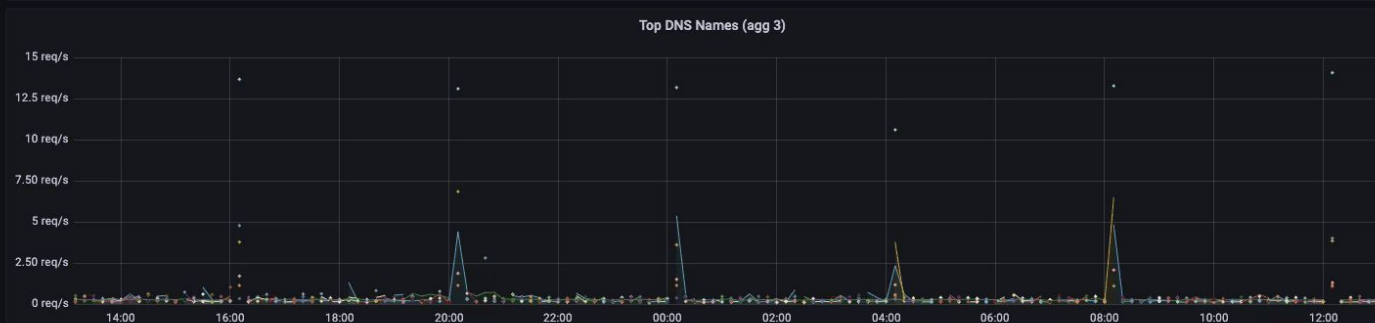 Top DNS Names (agg 3)
15 req/s
12.5 req/s
10 req/s
7.50 req/s
5 req/s
2.50 req/s
0 req/s
14:00 16:00 18:00 20:00 22:00 00:00 02:00 04:00 06:00 08:00 10:00 12:00